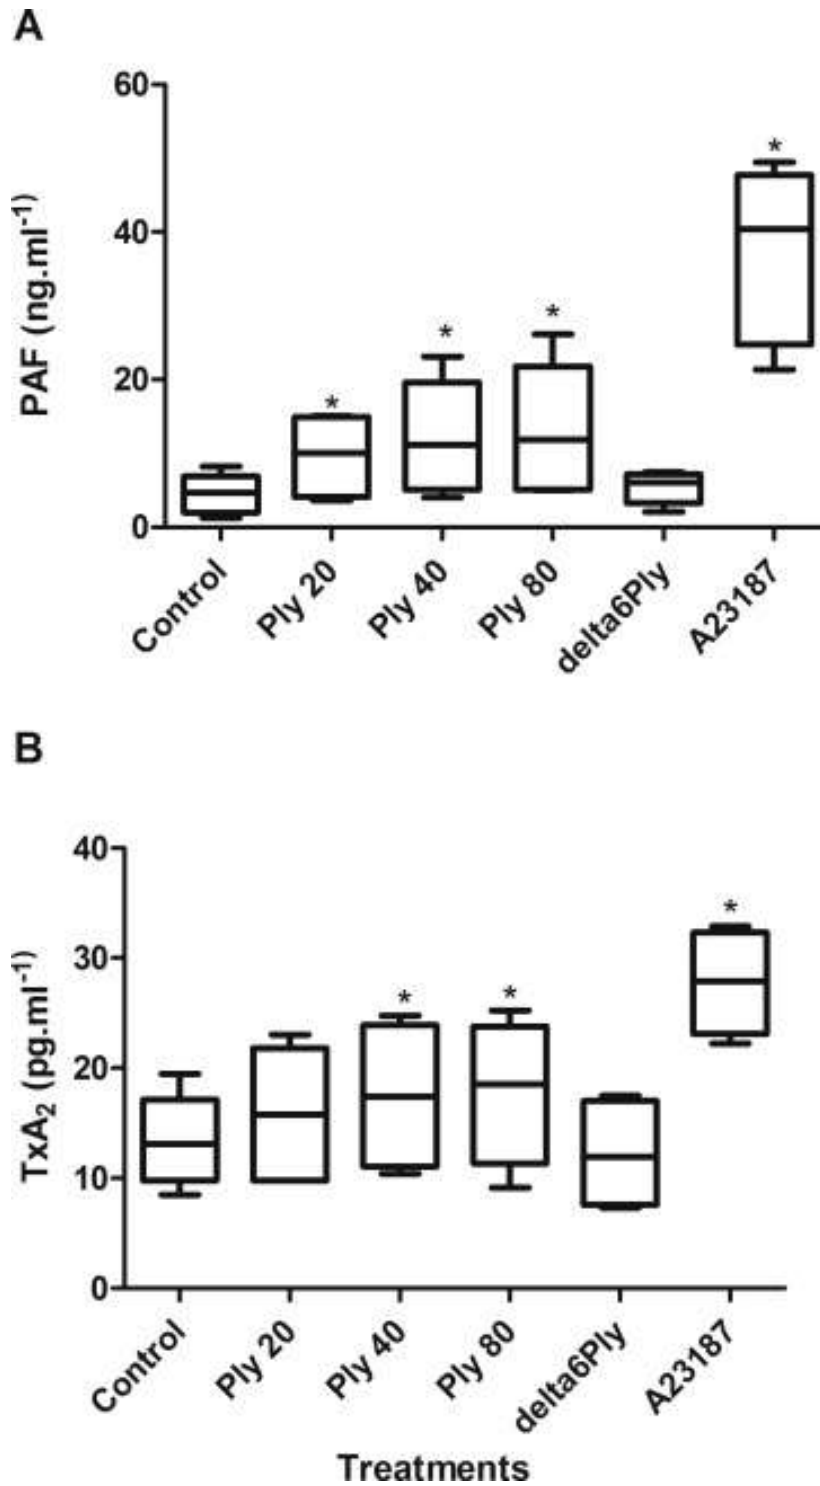 A
60
40
20
0
PAF (ng.ml⁻¹)
*
*
*
*
Control
Ply 20
Ply 40
Ply 80
delta6Ply
A23187
B
40
30
20
10
0
TxA₂ (pg.ml⁻¹)
*
*
*
Control
Ply 20
Ply 40
Ply 80
delta6Ply
A23187
Treatments